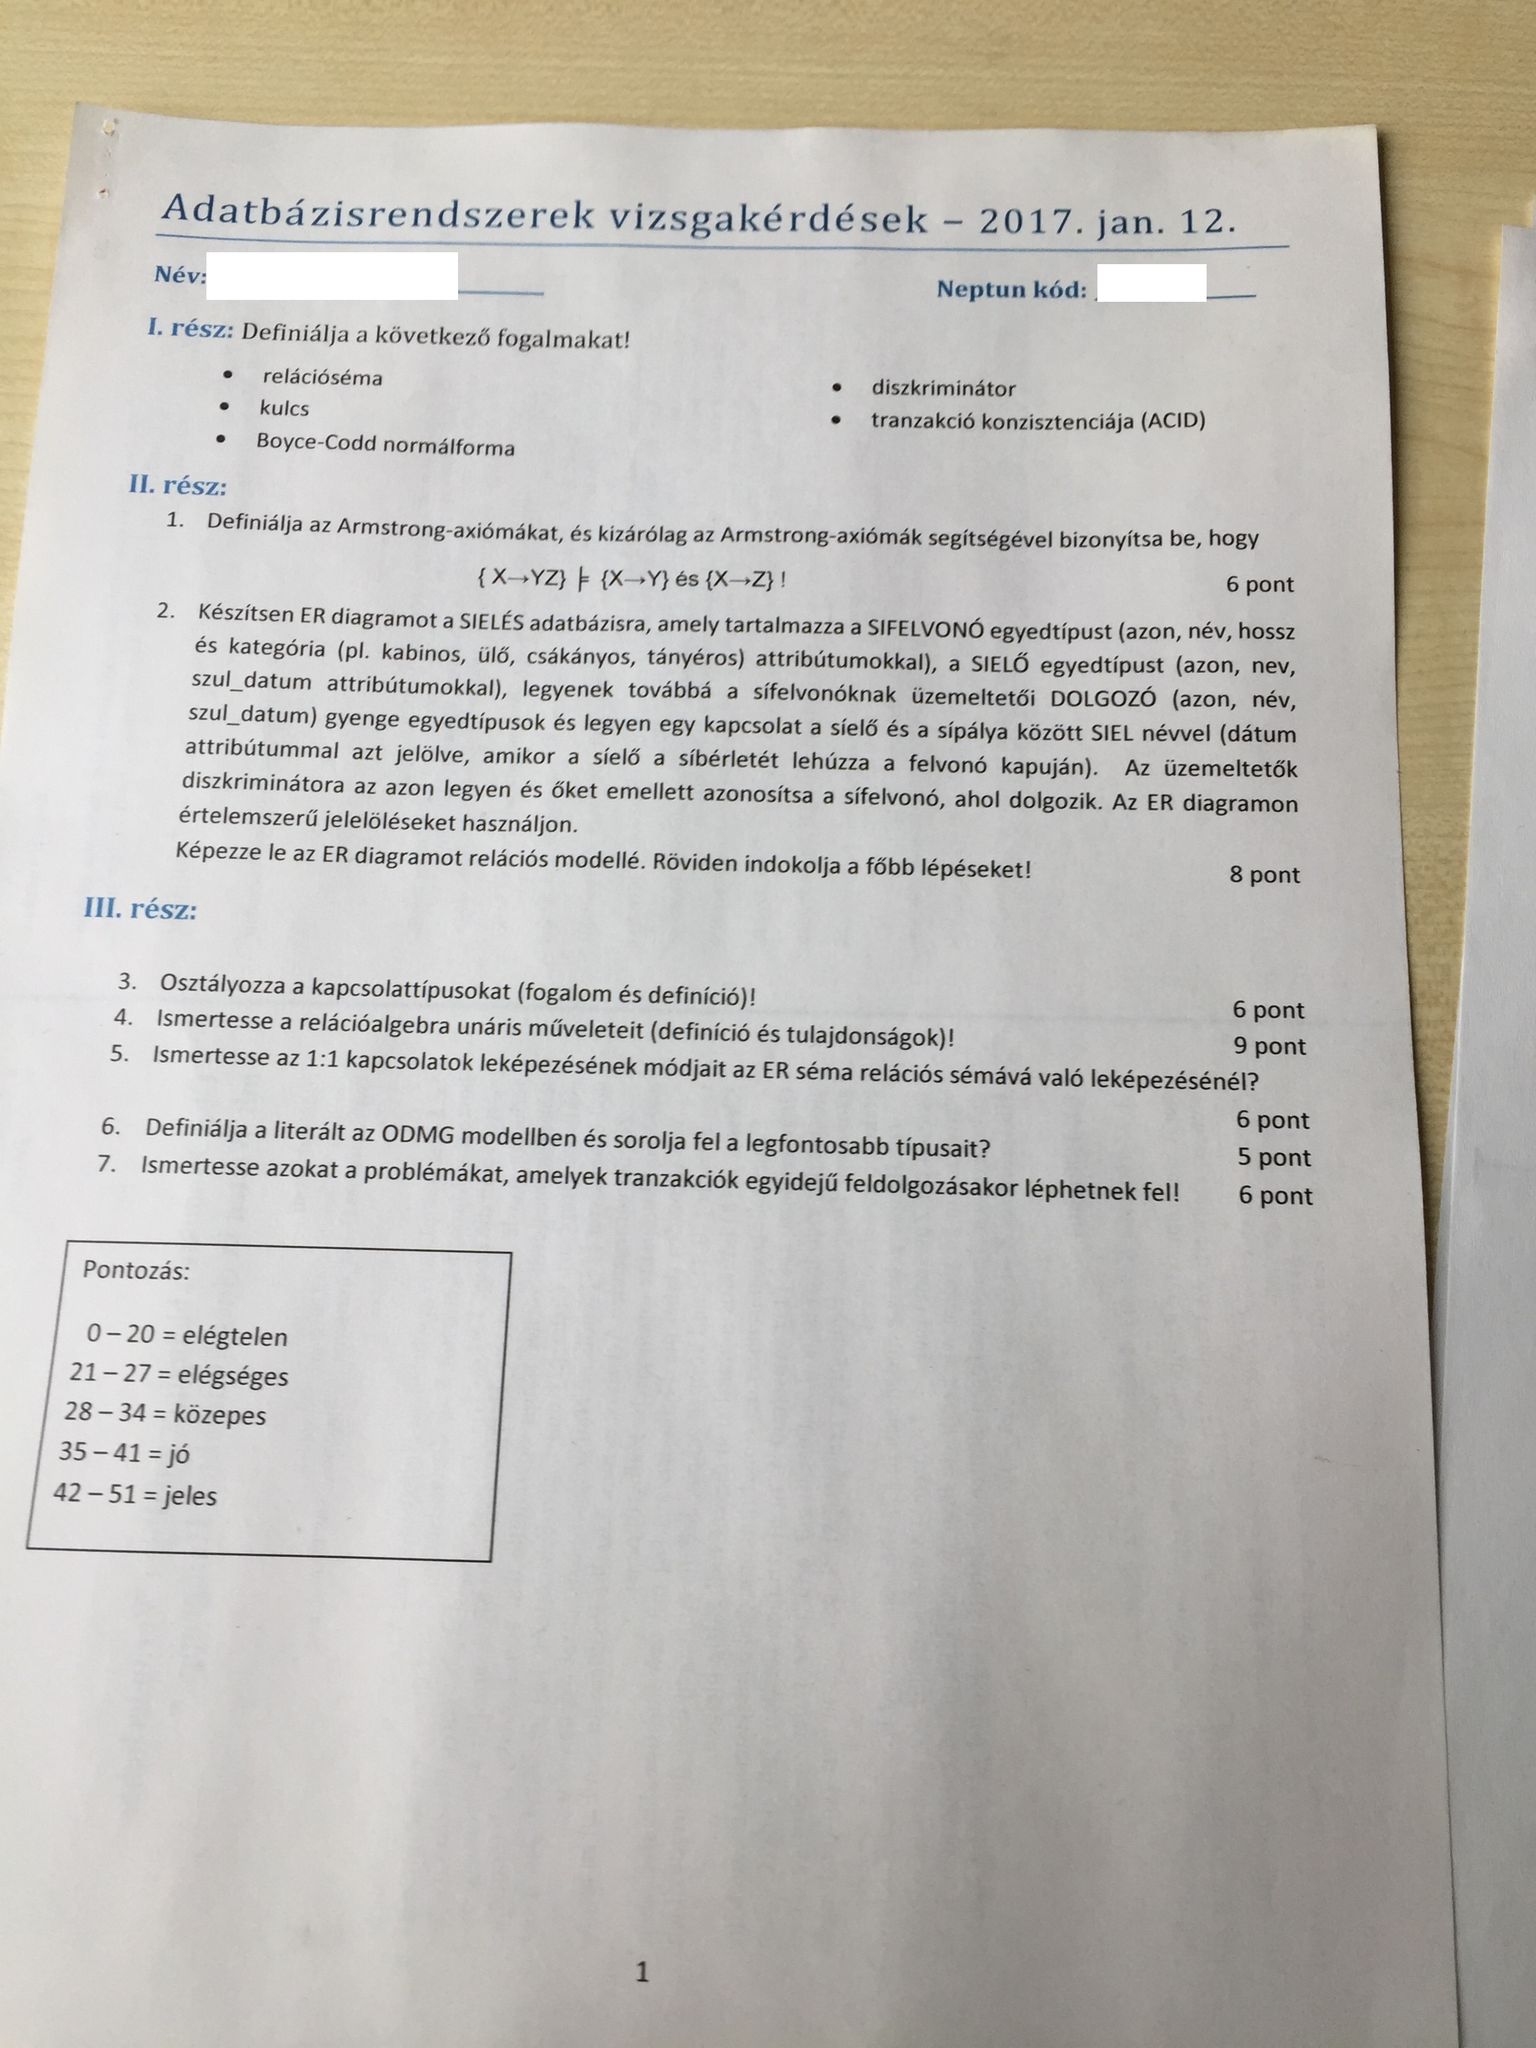 Adatbázisrendszerek vizsgakérdések – 2017. jan. 12.
Név:
Neptun kód:
I. rész: Definiálja a következő fogalmakat!
• relációséma
• kulcs
• Boyce-Codd normálforma
• diszkriminátor
• tranzakció konzisztenciája (ACID)
II. rész:
1. Definiálja az Armstrong-axiómákat, és kizárólag az Armstrong-axiómák segítségével bizonyítsa be, hogy
{ X→YZ} ⊧ {X→Y} és {X→Z} ! 6 pont
2. Készítsen ER diagramot a SIELÉS adatbázisra, amely tartalmazza a SIFELVONÓ egyedtípust (azon, név, hossz
és kategória (pl. kabinos, ülő, csákányos, tányéros) attribútumokkal), a SIELŐ egyedtípust (azon, nev,
szul_datum attribútumokkal), legyenek továbbá a sífelvonóknak üzemeltetői DOLGOZÓ (azon, név,
szul_datum) gyenge egyedtípusok és legyen egy kapcsolat a síelő és a sípálya között SIEL névvel (dátum
attribútummal azt jelölve, amikor a síelő a síbérletét lehúzza a felvonó kapuján). Az üzemeltetők
diszkriminátora az azon legyen és őket emellett azonosítsa a sífelvonó, ahol dolgozik. Az ER diagramon
értelemszerű jelelöléseket használjon.
Képezze le az ER diagramot relációs modellé. Röviden indokolja a főbb lépéseket! 8 pont
III. rész:
3. Osztályozza a kapcsolattípusokat (fogalom és definíció)! 6 pont
4. Ismertesse a relációalgebra unáris műveleteit (definíció és tulajdonságok)! 9 pont
5. Ismertesse az 1:1 kapcsolatok leképezésének módjait az ER séma relációs sémává való leképezésénél?
6 pont
6. Definiálja a literált az ODMG modellben és sorolja fel a legfontosabb típusait? 5 pont
7. Ismertesse azokat a problémákat, amelyek tranzakciók egyidejű feldolgozásakor léphetnek fel! 6 pont
Pontozás:
0 – 20 = elégtelen
21 – 27 = elégséges
28 – 34 = közepes
35 – 41 = jó
42 – 51 = jeles
1